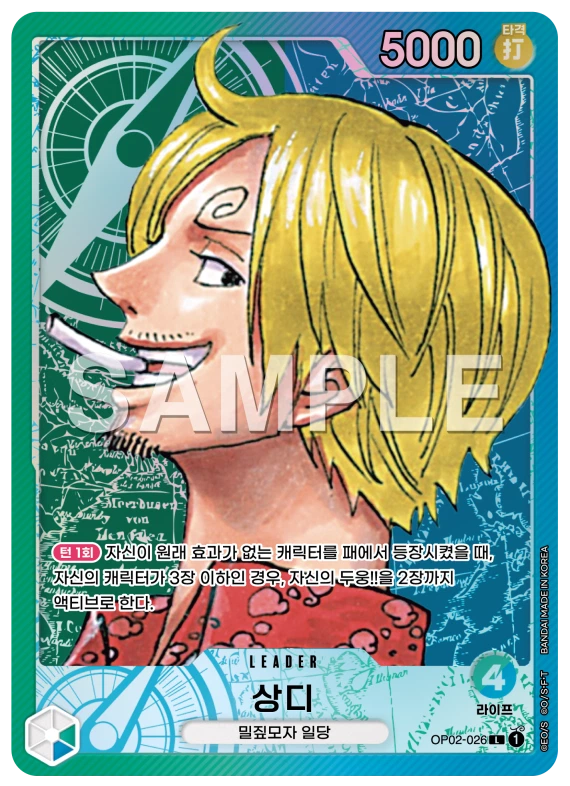 5000
타격
打
SAMPLE
턴 1회 자신이 원래 효과가 없는 캐릭터를 패에서 등장시켰을 때,
자신의 캐릭터가 3장 이하인 경우, 자신의 두웅!!을 2장까지
액티브로 한다.
LEADER
상디
밀짚모자 일당
4
라이프
OP02-026 L 1
©E.O/S ©O/S·F·T BANDAI MADE IN KOREA